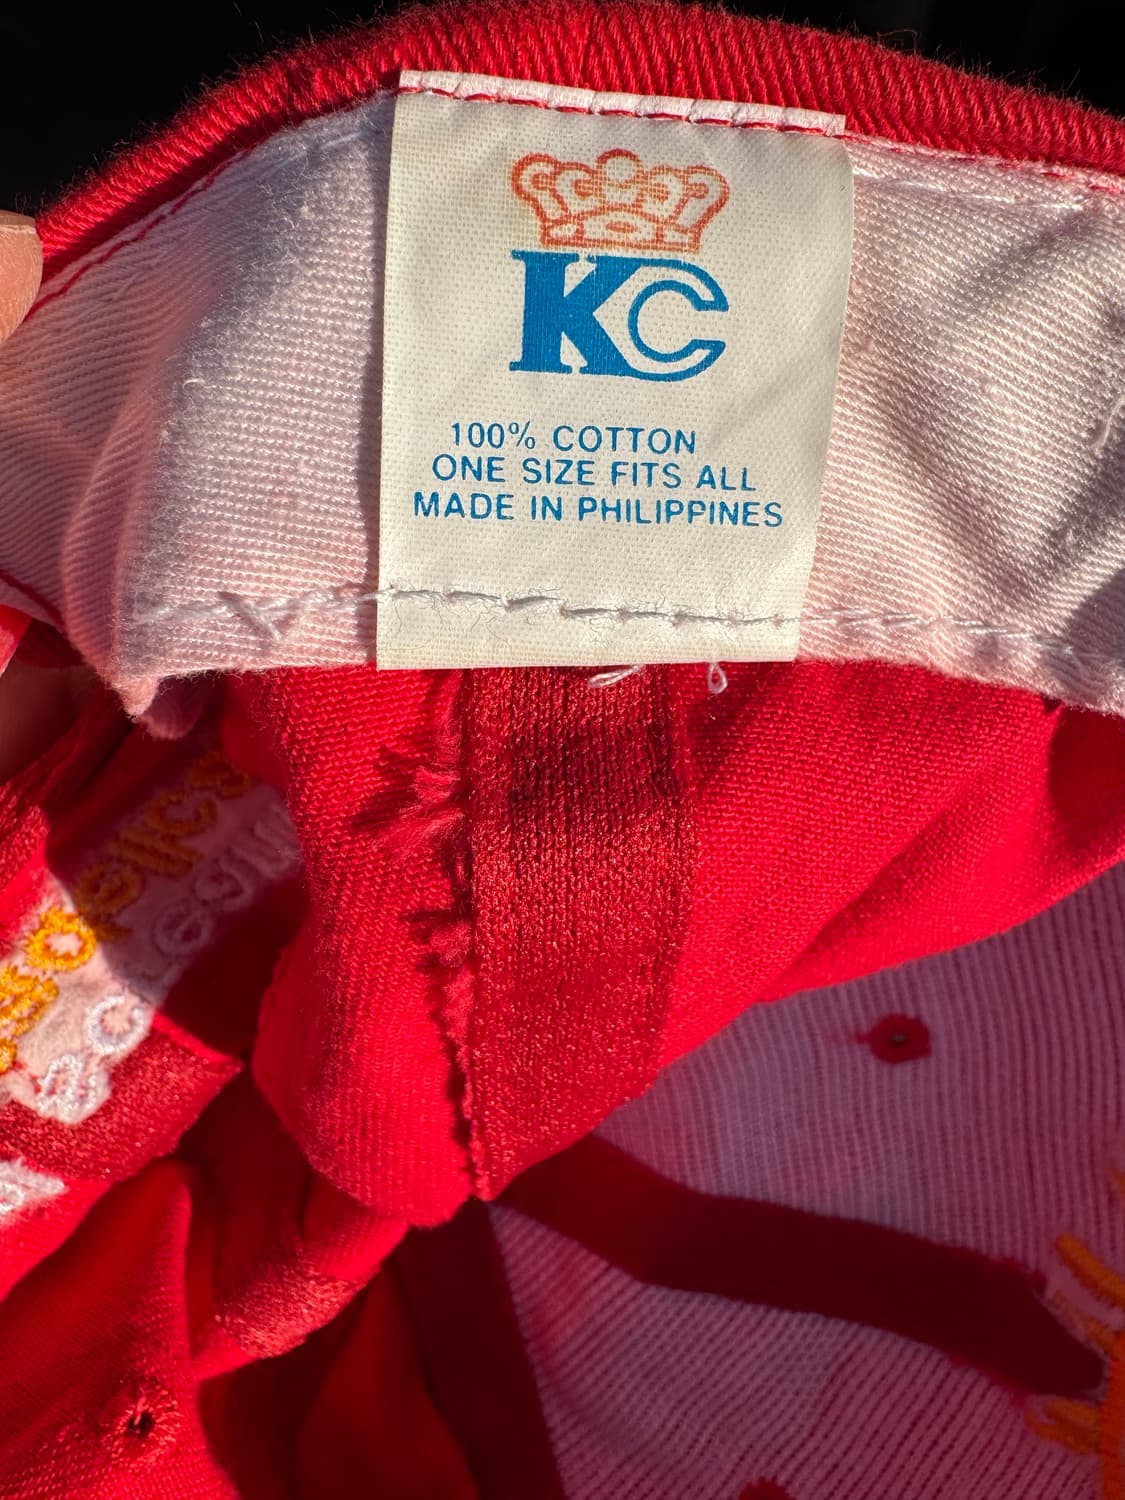 KC
100% COTTON
ONE SIZE FITS ALL
MADE IN PHILIPPINES